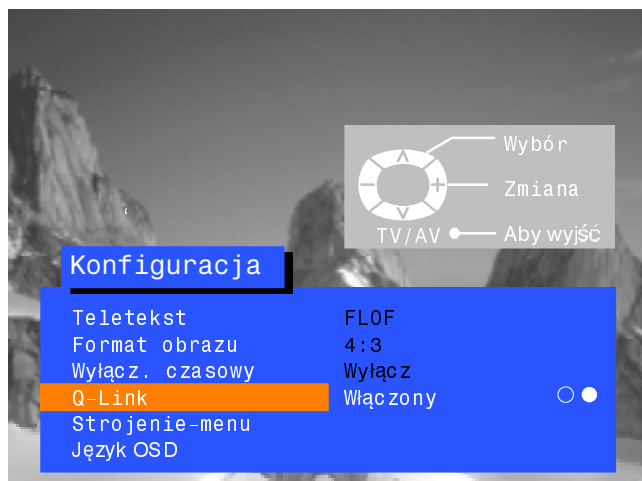 Wybór
Zmiana
TV/AV Aby wyjść
Konfiguracja
Teletekst FLOF
Format obrazu 4:3
Wyłącz. czasowy Wyłącz
Q-Link Włączony
Strojenie-menu
Język OSD